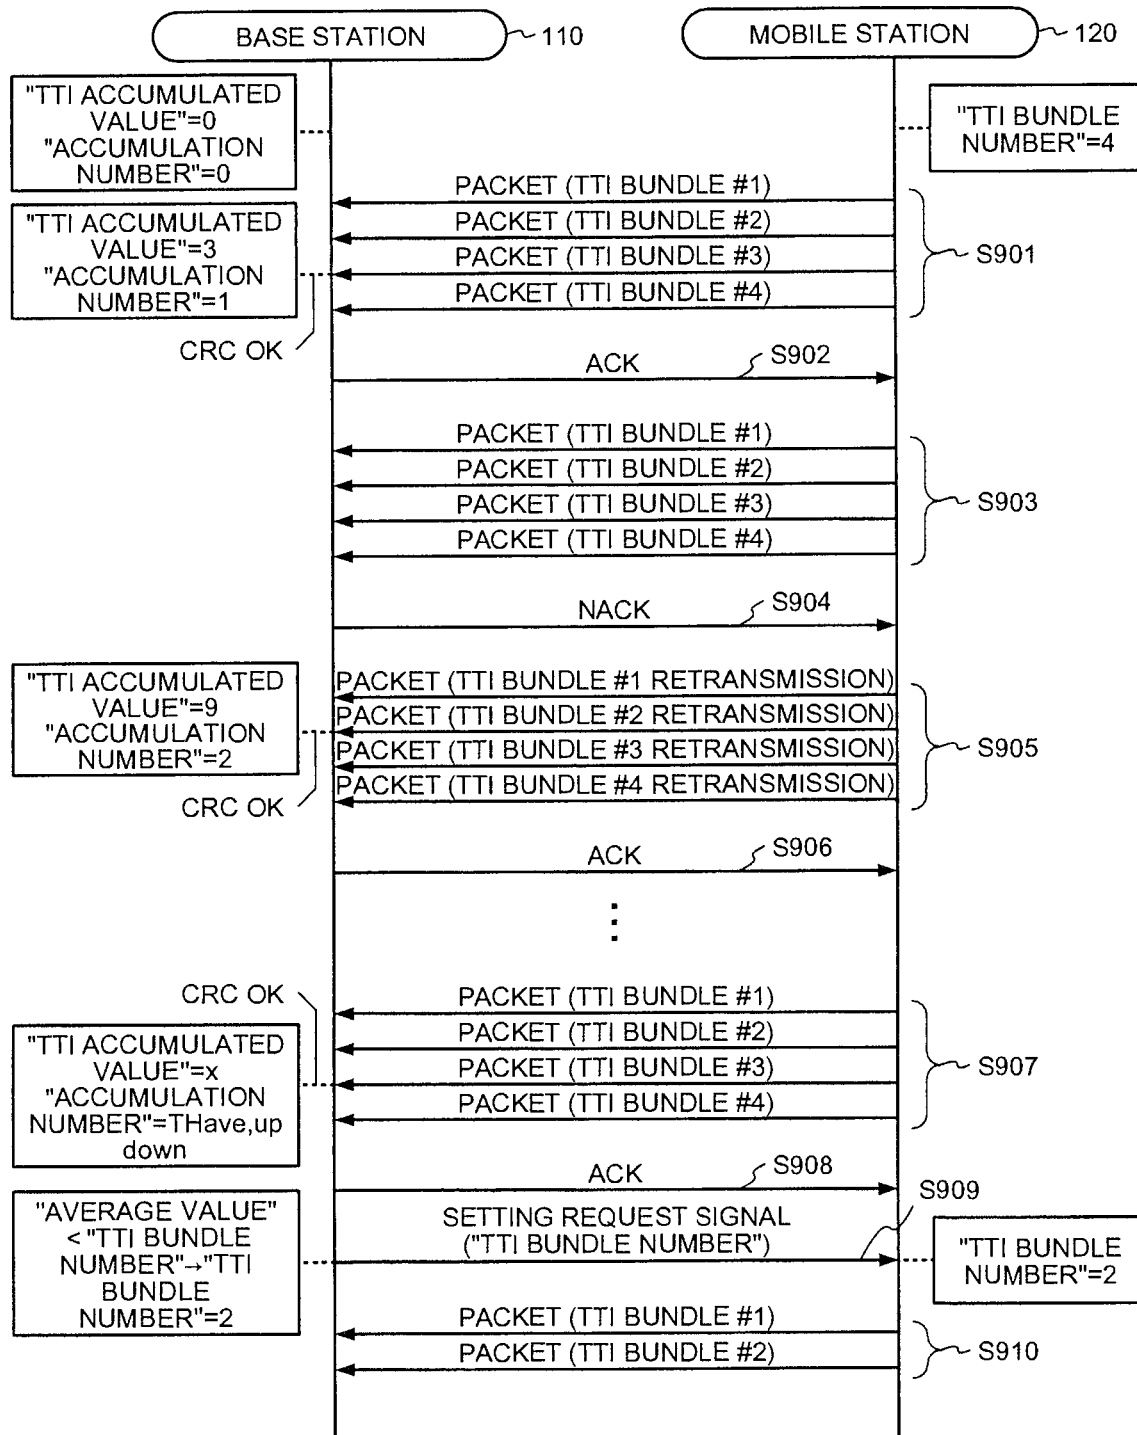 BASE STATION
110
MOBILE STATION
120
"TTI ACCUMULATED
VALUE"=0
"ACCUMULATION
NUMBER"=0
"TTI BUNDLE
NUMBER"=4
PACKET (TTI BUNDLE #1)
PACKET (TTI BUNDLE #2)
PACKET (TTI BUNDLE #3)
PACKET (TTI BUNDLE #4)
S901
"TTI ACCUMULATED
VALUE"=3
"ACCUMULATION
NUMBER"=1
CRC OK
ACK
S902
PACKET (TTI BUNDLE #1)
PACKET (TTI BUNDLE #2)
PACKET (TTI BUNDLE #3)
PACKET (TTI BUNDLE #4)
S903
NACK
S904
"TTI ACCUMULATED
VALUE"=9
"ACCUMULATION
NUMBER"=2
CRC OK
PACKET (TTI BUNDLE #1 RETRANSMISSION)
PACKET (TTI BUNDLE #2 RETRANSMISSION)
PACKET (TTI BUNDLE #3 RETRANSMISSION)
PACKET (TTI BUNDLE #4 RETRANSMISSION)
S905
ACK
S906
CRC OK
PACKET (TTI BUNDLE #1)
PACKET (TTI BUNDLE #2)
PACKET (TTI BUNDLE #3)
PACKET (TTI BUNDLE #4)
S907
"TTI ACCUMULATED
VALUE"=x
"ACCUMULATION
NUMBER"=THave,up
down
ACK
S908
"AVERAGE VALUE"
<"TTI BUNDLE
NUMBER"→"TTI
BUNDLE
NUMBER"=2
SETTING REQUEST SIGNAL
("TTI BUNDLE NUMBER")
S909
"TTI BUNDLE
NUMBER"=2
PACKET (TTI BUNDLE #1)
PACKET (TTI BUNDLE #2)
S910